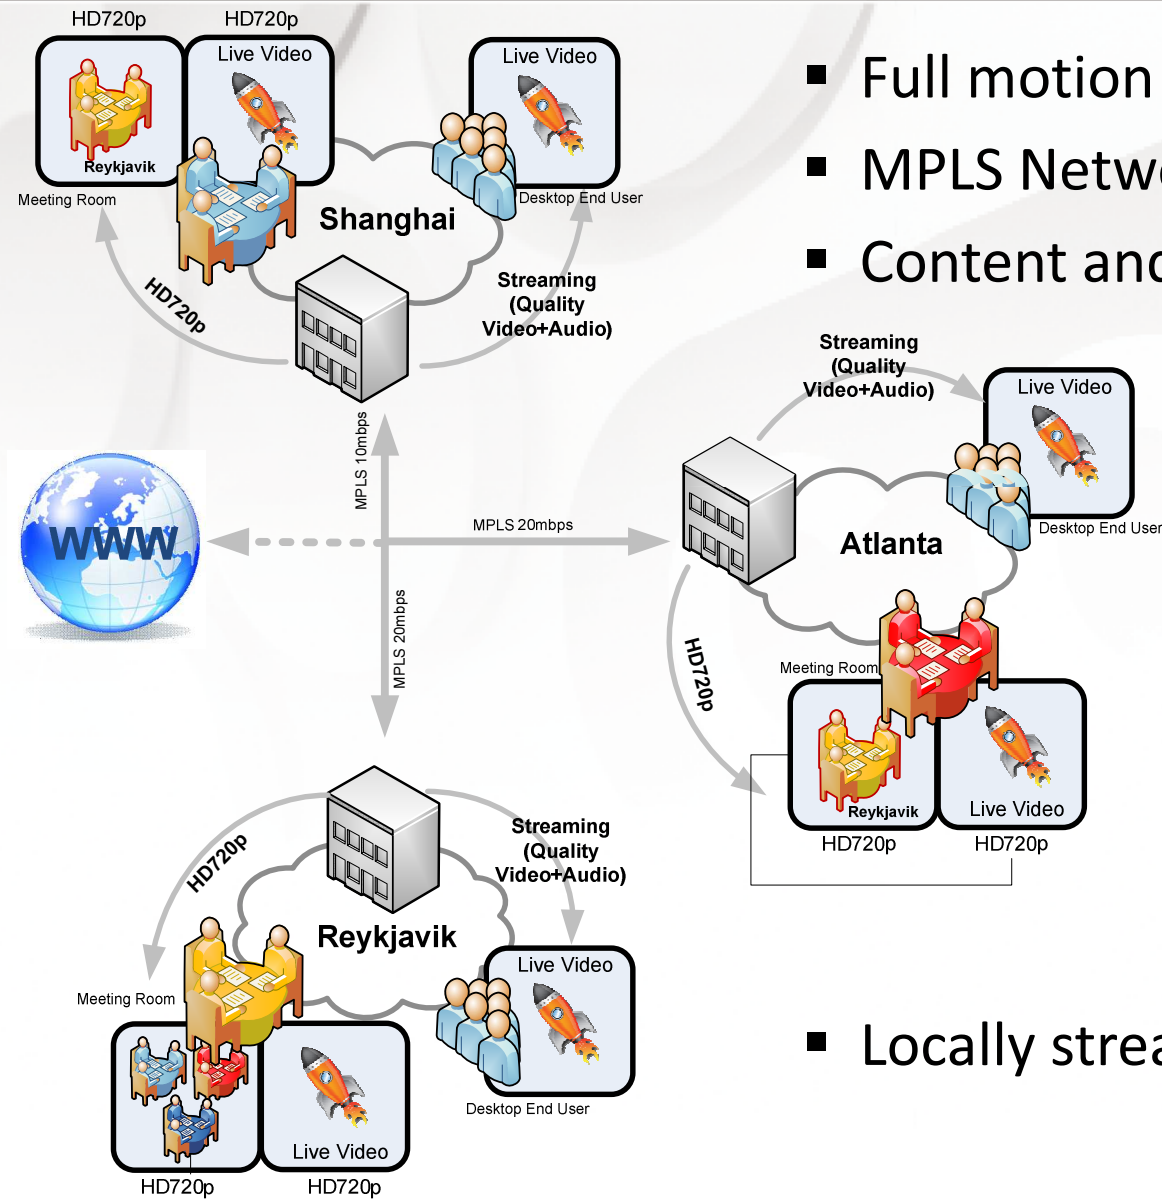 HD720p
HD720p
Live Video
Reykjavik
Meeting Room
Live Video
Desktop End User
Shanghai
HD720p
Streaming
(Quality
Video+Audio)
Full motion
MPLS Netw
Content and
MPLS 10mbps
WWW
MPLS 20mbps
MPLS 20mbps
Streaming
(Quality
Video+Audio)
Live Video
Desktop End User
Atlanta
HD720p
Meeting Room
Reykjavik
Live Video
HD720p
HD720p
HD720p
Streaming
(Quality
Video+Audio)
Reykjavik
Meeting Room
Live Video
Desktop End User
Live Video
HD720p
HD720p
Locally strea